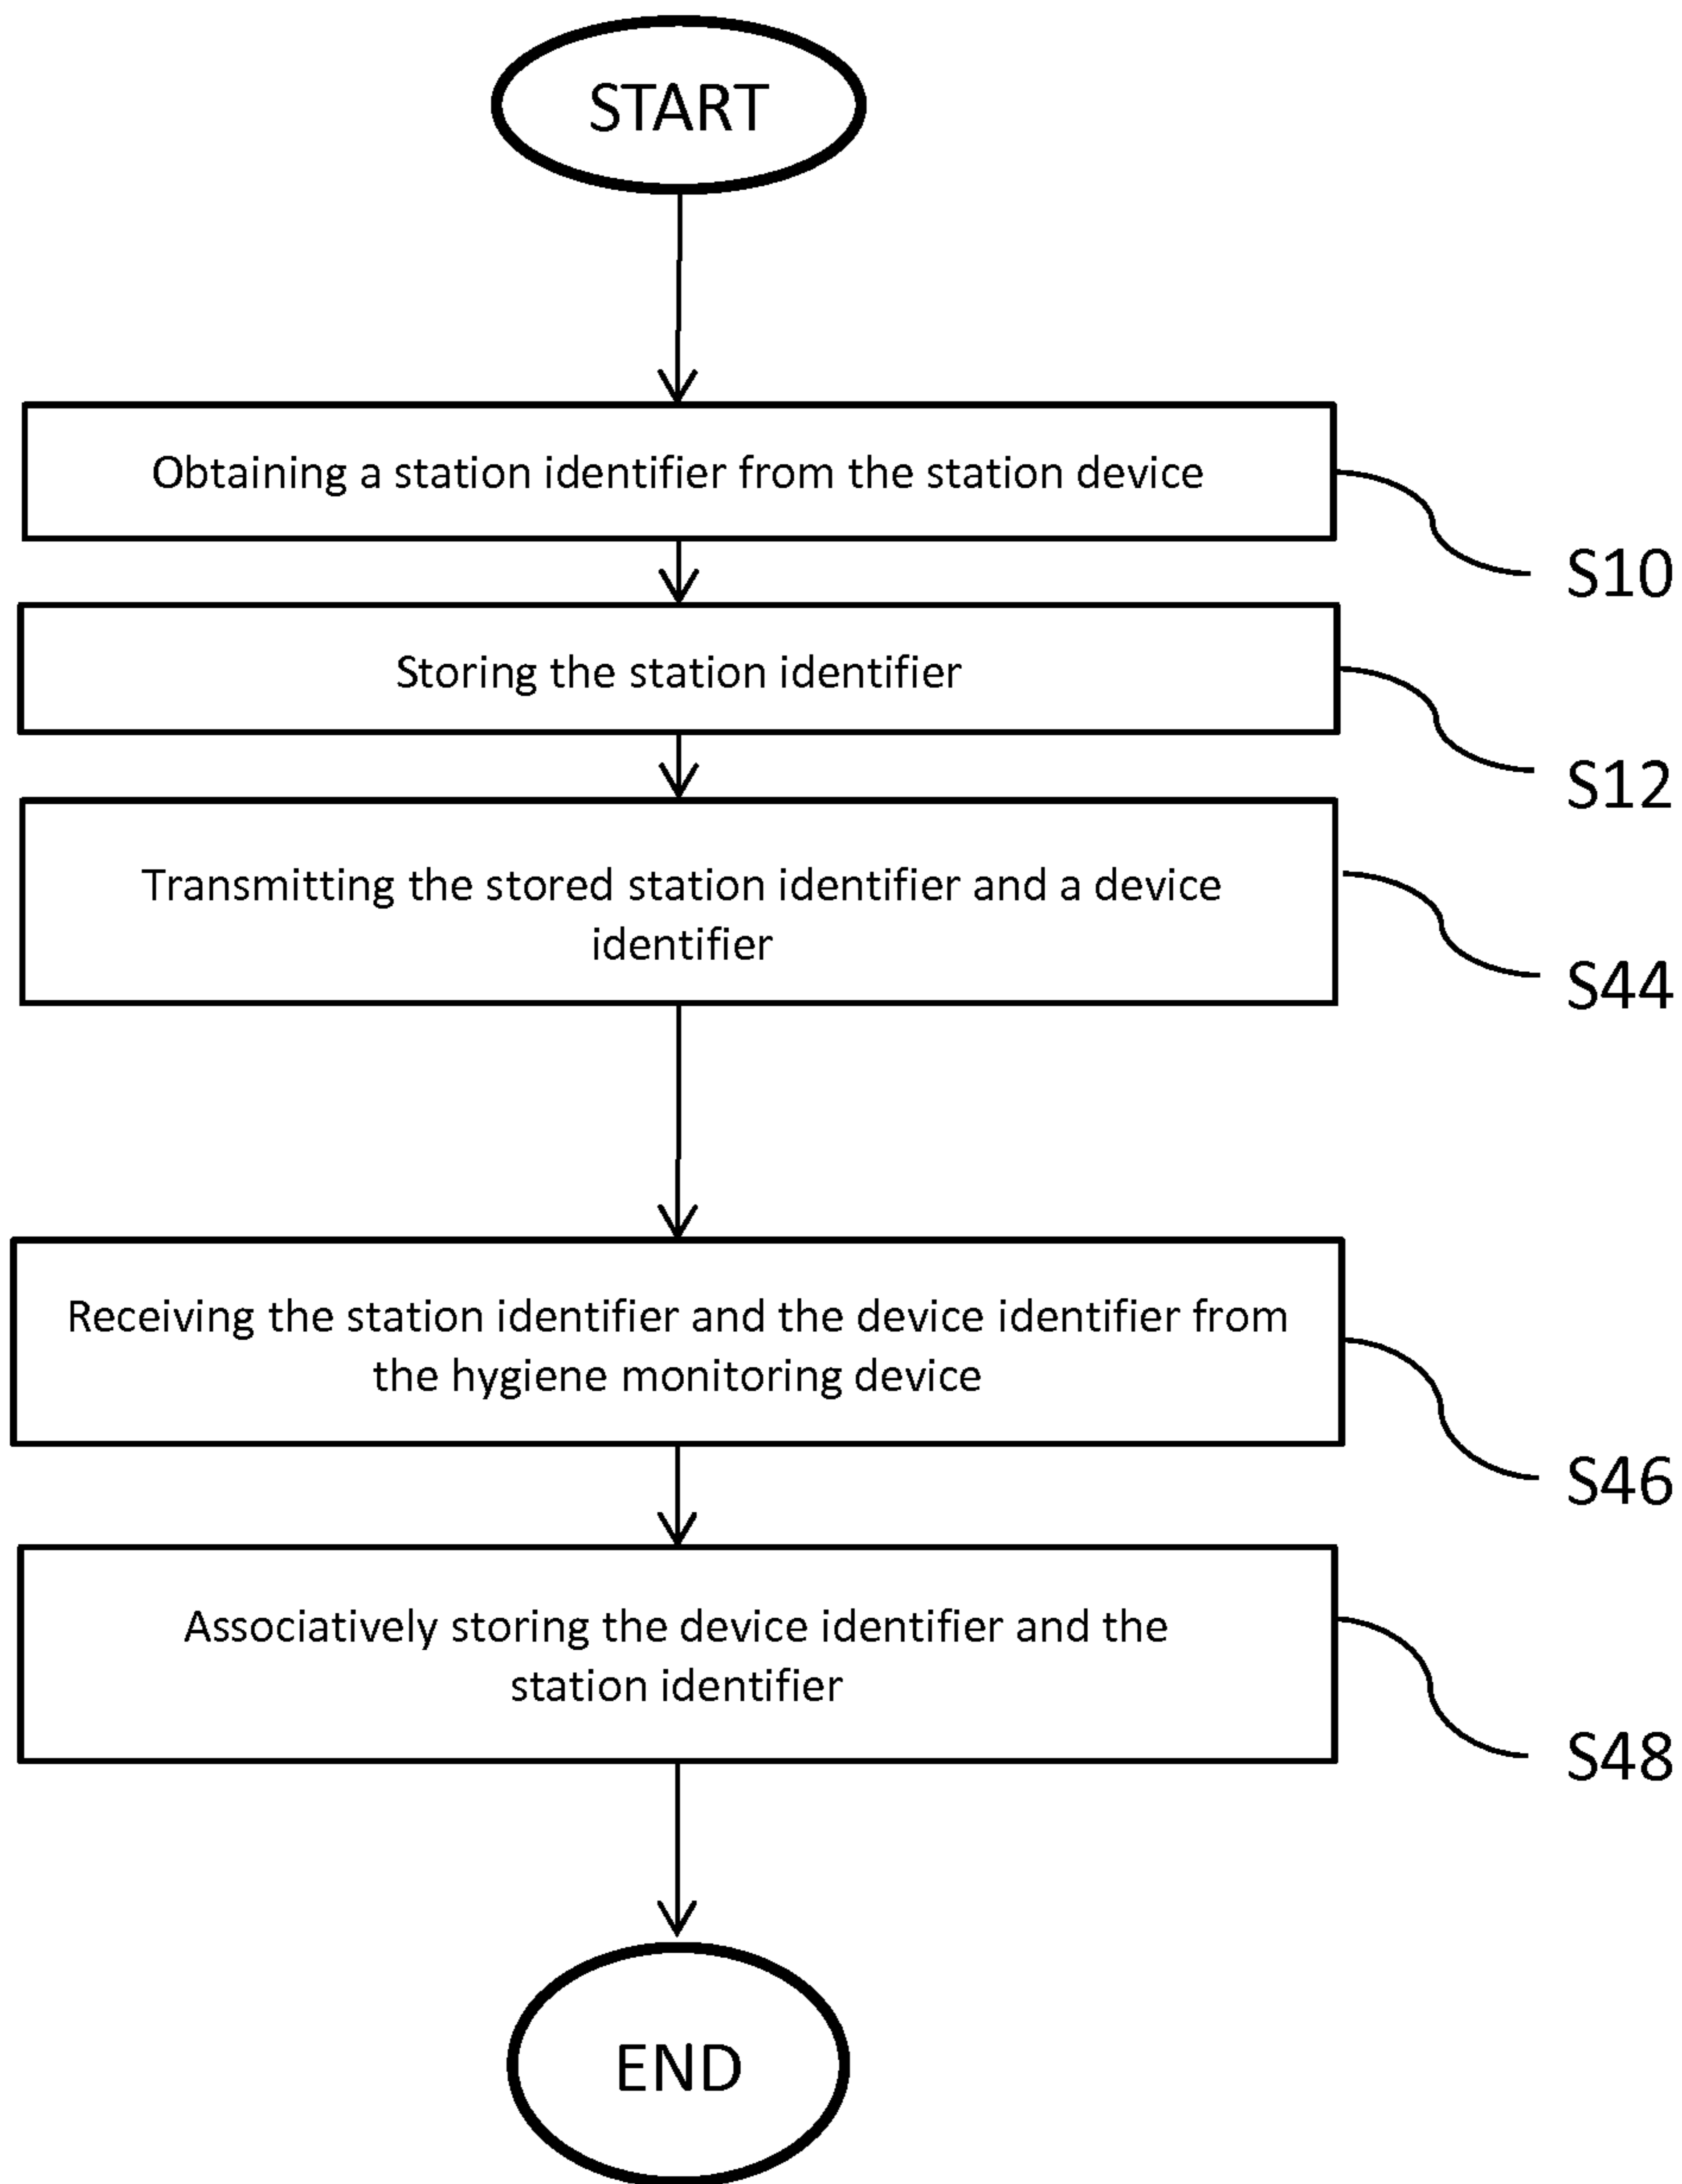 START
Obtaining a station identifier from the station device
S10
Storing the station identifier
S12
Transmitting the stored station identifier and a device
identifier
S44
Receiving the station identifier and the device identifier from
the hygiene monitoring device
S46
Associatively storing the device identifier and the
station identifier
S48
END